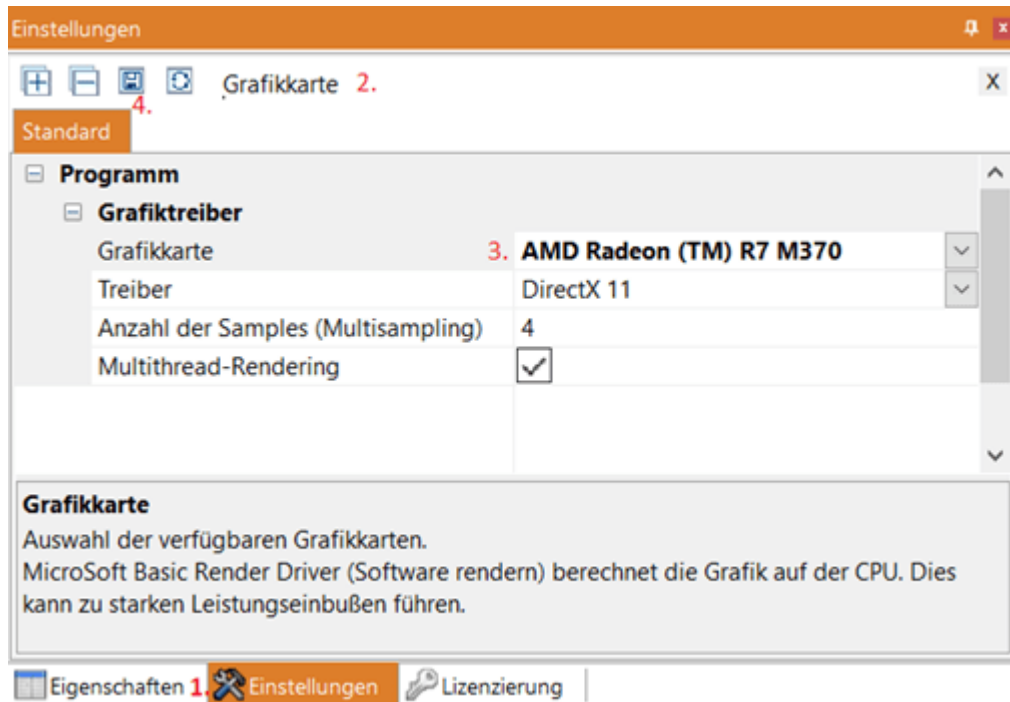 Einstellungen
Grafikkarte 2.
4.
Standard
Programm
Grafiktreiber
Grafikkarte 3. AMD Radeon (TM) R7 M370
Treiber DirectX 11
Anzahl der Samples (Multisampling) 4
Multithread-Rendering
Grafikkarte
Auswahl der verfügbaren Grafikkarten.
MicroSoft Basic Render Driver (Software rendern) berechnet die Grafik auf der CPU. Dies
kann zu starken Leistungseinbußen führen.
Eigenschaften 1. Einstellungen Lizenzierung